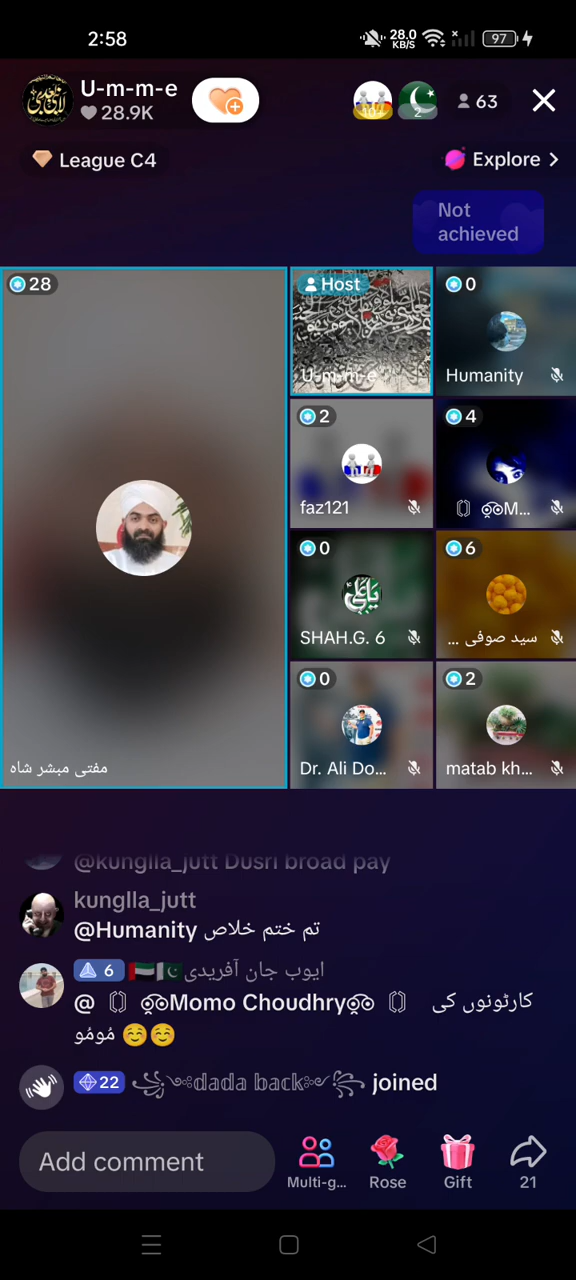 2:58
28.0
KB/S
97
U-m-m-e
28.9K
2
63
League C4
Explore
Not
achieved
28
Host
U-m-m-e
0
Humanity
2
faz121
4
M...
0
SHAH.G. 6
6
سید صوفی ...
مفتی مبشر شاہ
0
Dr. Ali Do...
2
matab kh...
@kunglla_jutt Dusri broad pay
kunglla_jutt
@Humanity تم ختم خلاص
6 ایوب جان آفریدی
@ Momo Choudhry کارٹونوں کی
مُومُو
22 dada back joined
Add comment
Multi-g...
Rose
Gift
21